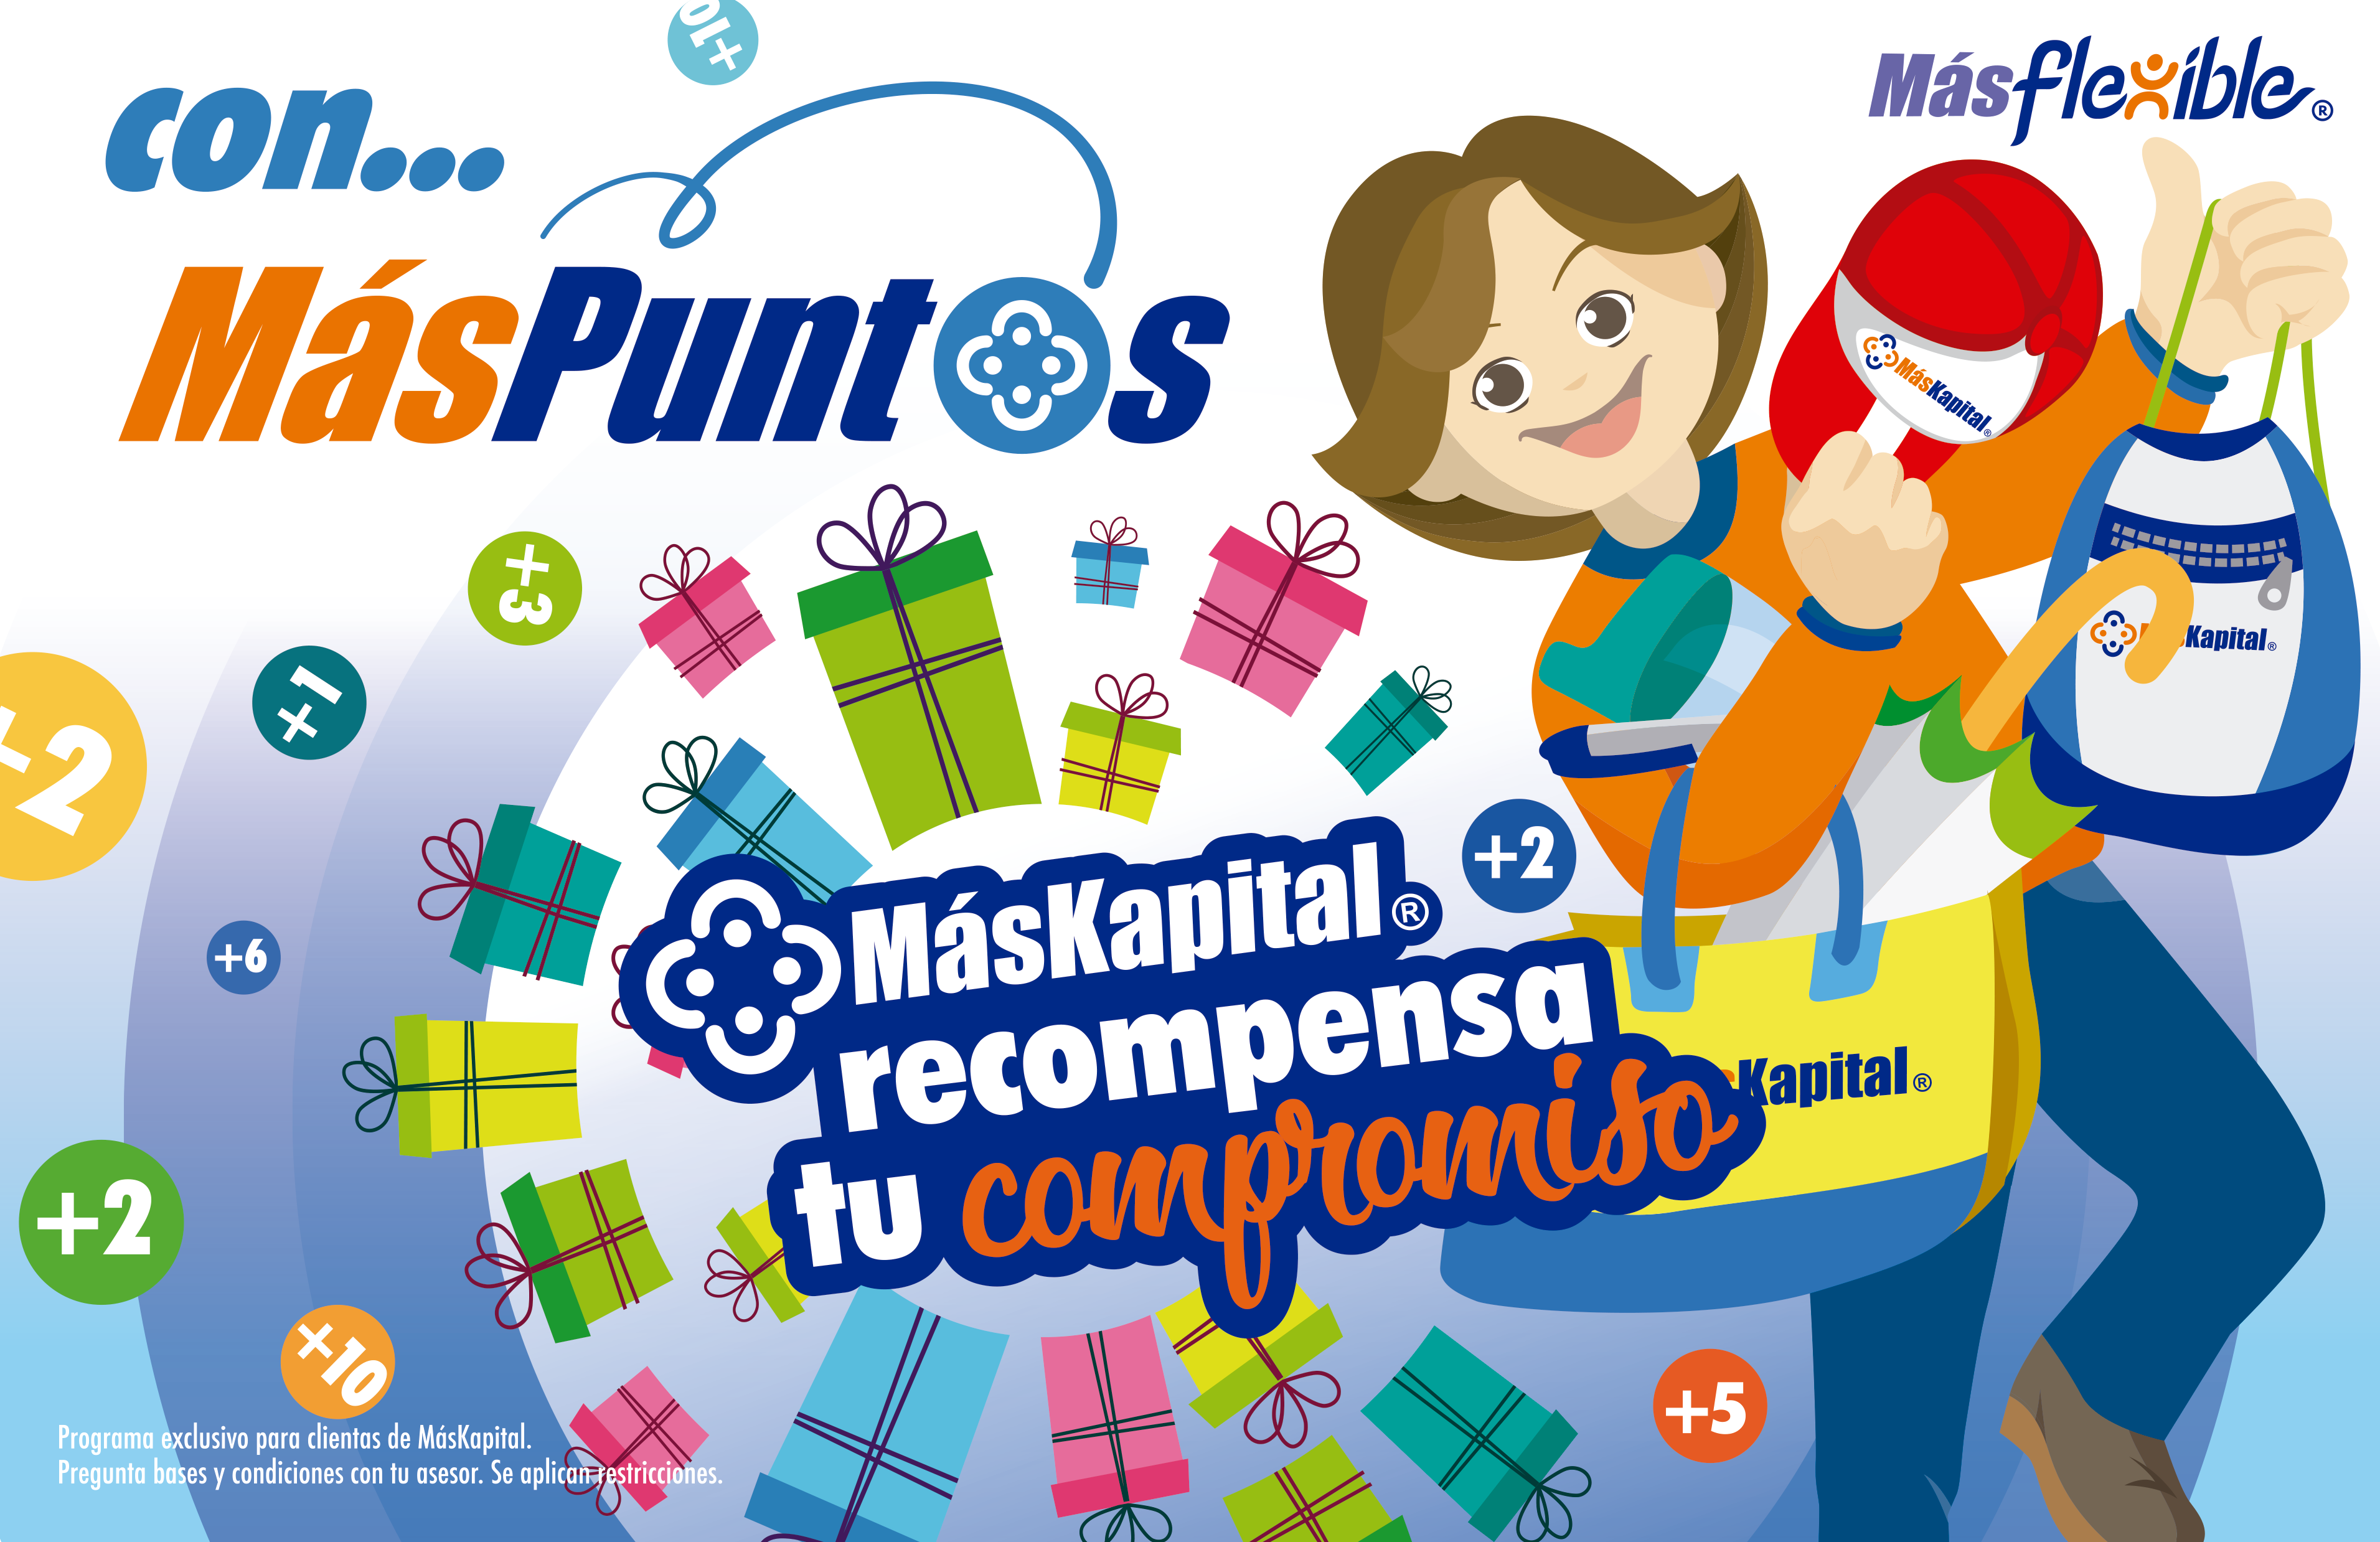 +10
con...
Másflexible®
MásPuntos
MásKapital®
+3
+1
+2
MásKapital®
+2
MásKapital®
recompensa
tu compromiso
+6
Kapital®
+2
+10
+5
Programa exclusivo para clientas de MásKapital.
Pregunta bases y condiciones con tu asesor. Se aplican restricciones.